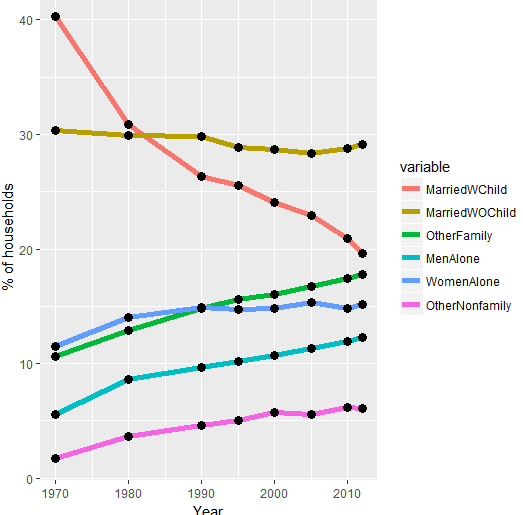 % of households
40
30
20
10
0
1970 1980 1990 2000 2010
Year
variable
MarriedWChild
MarriedWOChild
OtherFamily
MenAlone
WomenAlone
OtherNonfamily